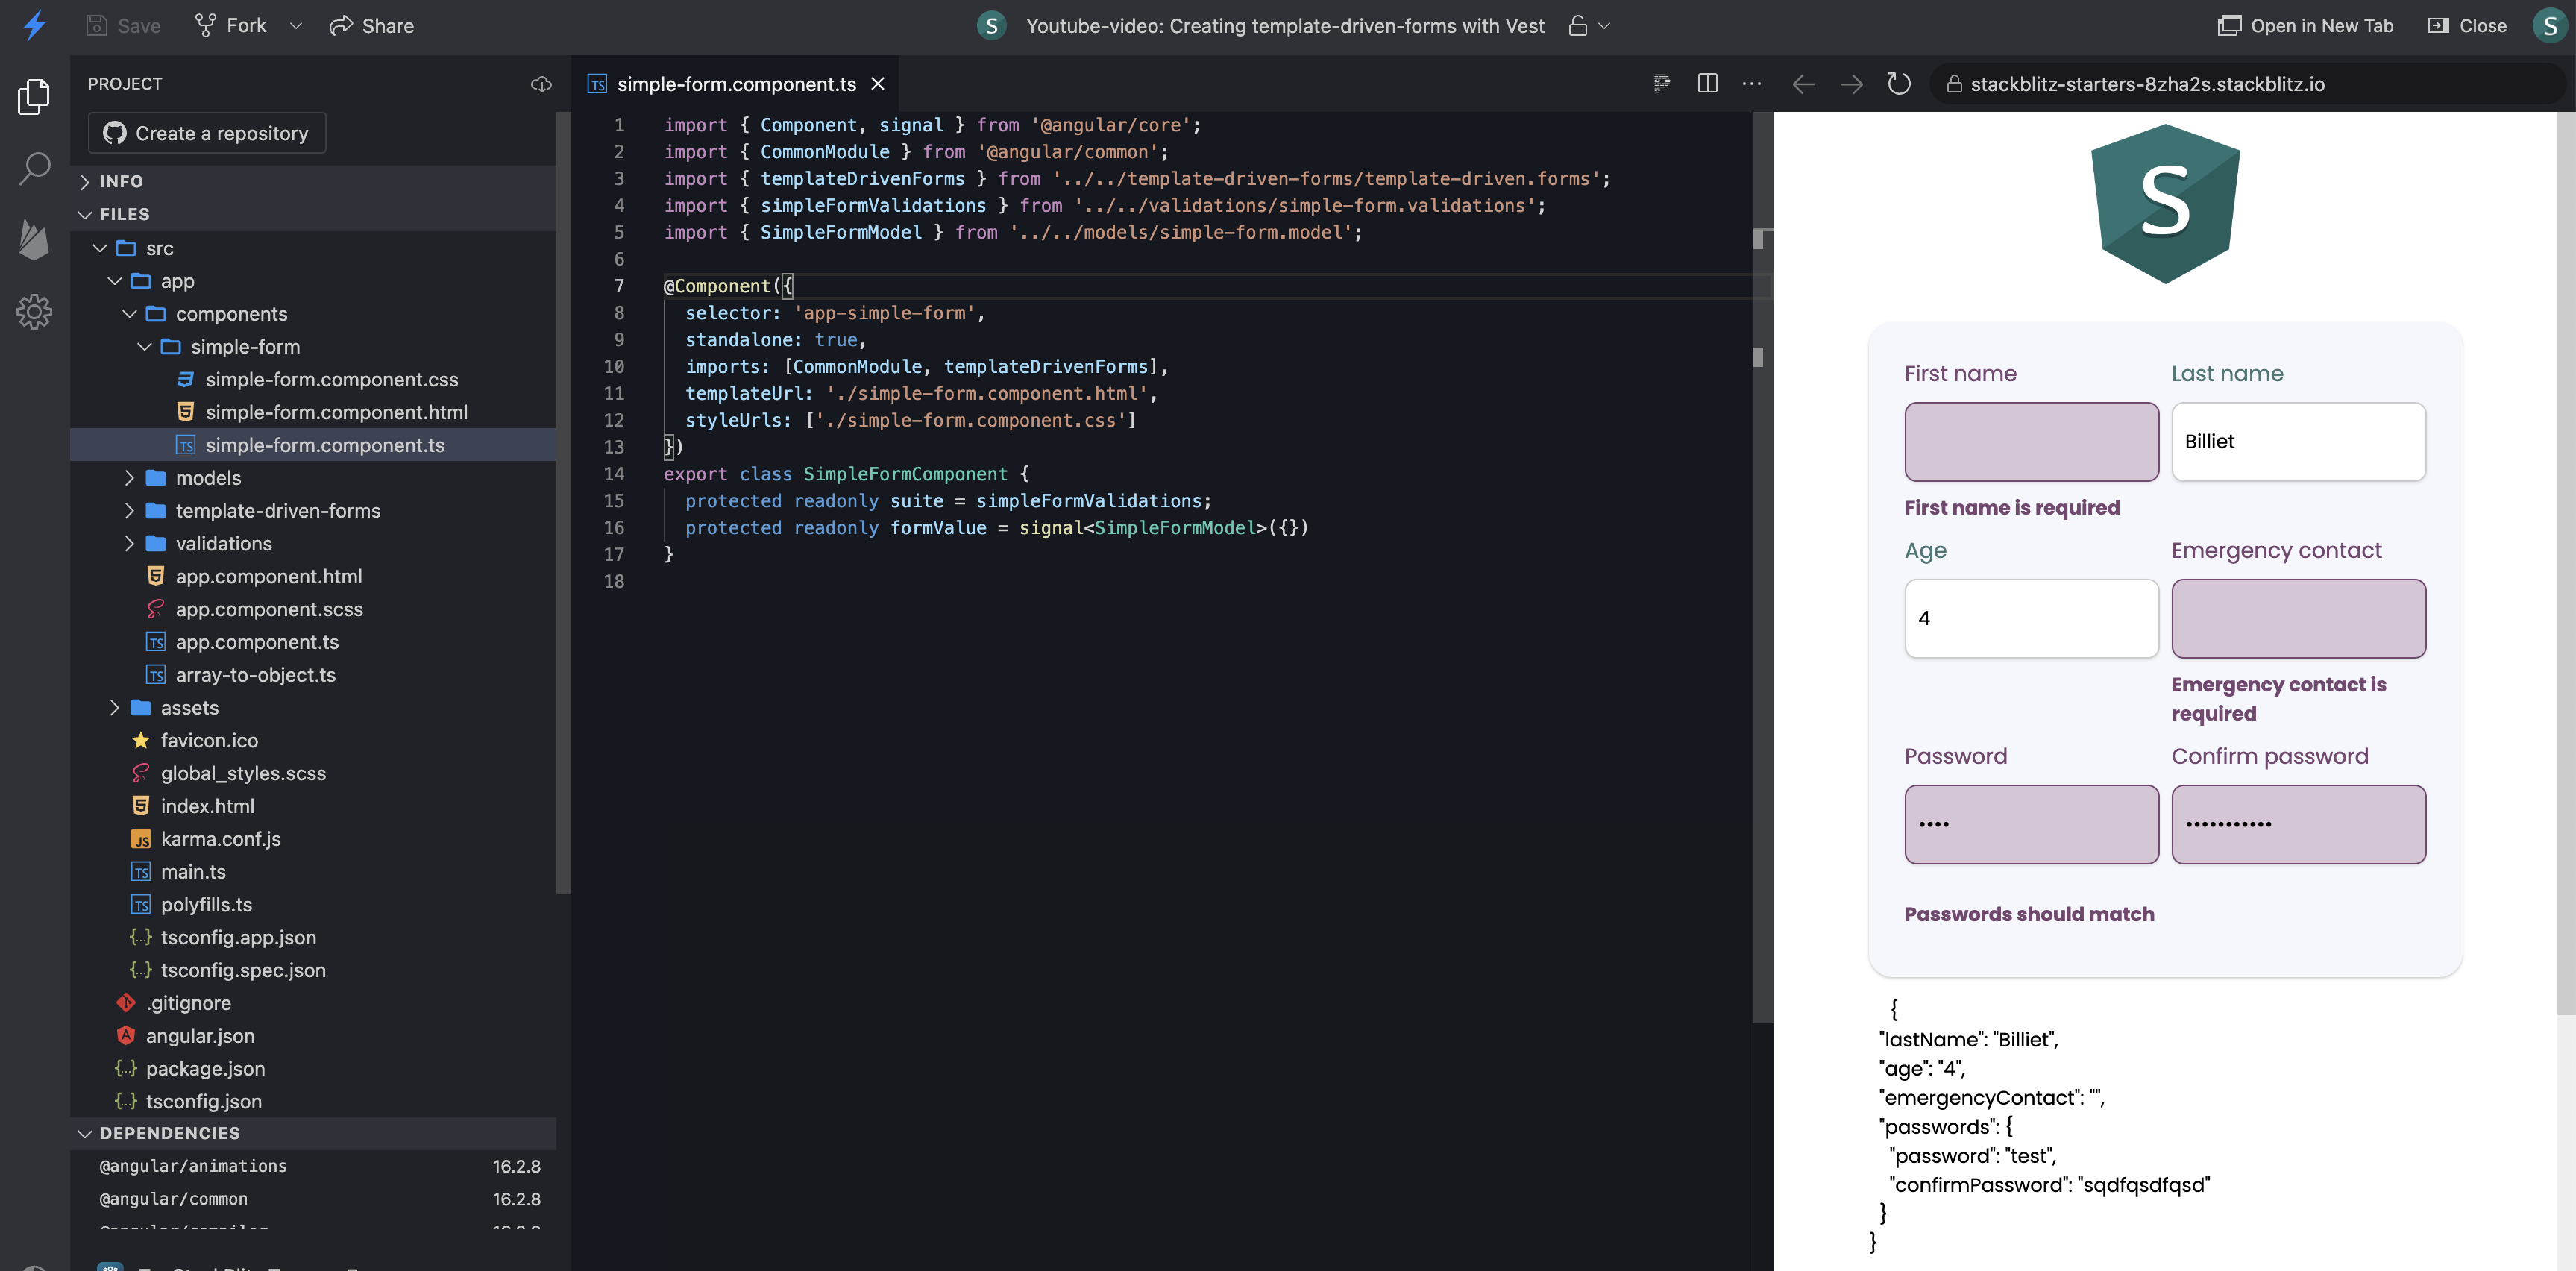 Save
Fork
Share
S
Youtube-video: Creating template-driven-forms with Vest
Open in New Tab
Close
S
PROJECT
Create a repository
INFO
FILES
src
app
components
simple-form
simple-form.component.css
simple-form.component.html
TS simple-form.component.ts
models
template-driven-forms
validations
app.component.html
app.component.scss
TS app.component.ts
TS array-to-object.ts
assets
favicon.ico
global_styles.scss
index.html
JS karma.conf.js
TS main.ts
TS polyfills.ts
{..} tsconfig.app.json
{..} tsconfig.spec.json
.gitignore
angular.json
{..} package.json
{..} tsconfig.json
DEPENDENCIES
@angular/animations 16.2.8
@angular/common 16.2.8
TS simple-form.component.ts
1 import { Component, signal } from '@angular/core';
2 import { CommonModule } from '@angular/common';
3 import { templateDrivenForms } from '../../template-driven-forms/template-driven.forms';
4 import { simpleFormValidations } from '../../validations/simple-form.validations';
5 import { SimpleFormModel } from '../../models/simple-form.model';
6
7 @Component({
8 selector: 'app-simple-form',
9 standalone: true,
10 imports: [CommonModule, templateDrivenForms],
11 templateUrl: './simple-form.component.html',
12 styleUrls: ['./simple-form.component.css']
13 })
14 export class SimpleFormComponent {
15 protected readonly suite = simpleFormValidations;
16 protected readonly formValue = signal<SimpleFormModel>({})
17 }
18
stackblitz-starters-8zha2s.stackblitz.io
S
First name
Last name
Billiet
First name is required
Age
Emergency contact
4
Emergency contact is
required
Password
Confirm password
••••
•••••••••••
Passwords should match
{
"lastName": "Billiet",
"age": "4",
"emergencyContact": "",
"passwords": {
"password": "test",
"confirmPassword": "sqdfqsdfqsd"
}
}